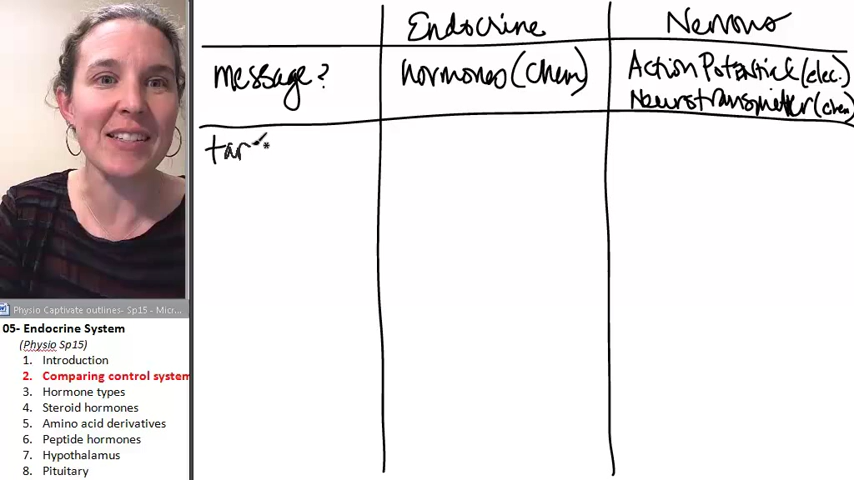 Endocrine Nervous
message? hormones (Chem) Action Potential (elec.)
Neurotransmitter (chem)
tar
Physio Captivate outlines- Sp15 - Micr...
05- Endocrine System
(Physio Sp15)
1. Introduction
2. Comparing control system
3. Hormone types
4. Steroid hormones
5. Amino acid derivatives
6. Peptide hormones
7. Hypothalamus
8. Pituitary